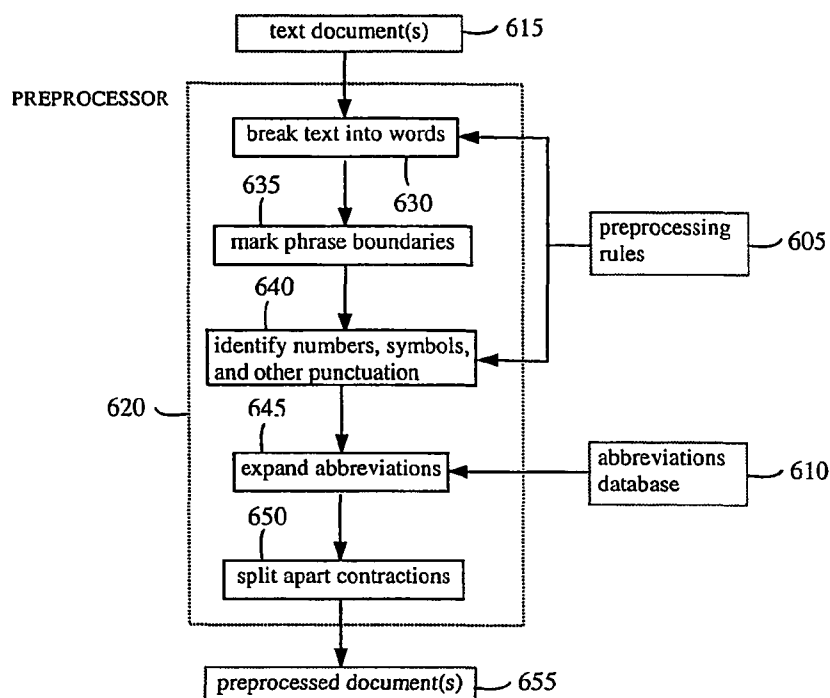 text document(s)
615
PREPROCESSOR
break text into words
630
635
mark phrase boundaries
preprocessing
rules
605
640
identify numbers, symbols,
and other punctuation
620
645
expand abbreviations
abbreviations
database
610
650
split apart contractions
preprocessed document(s)
655